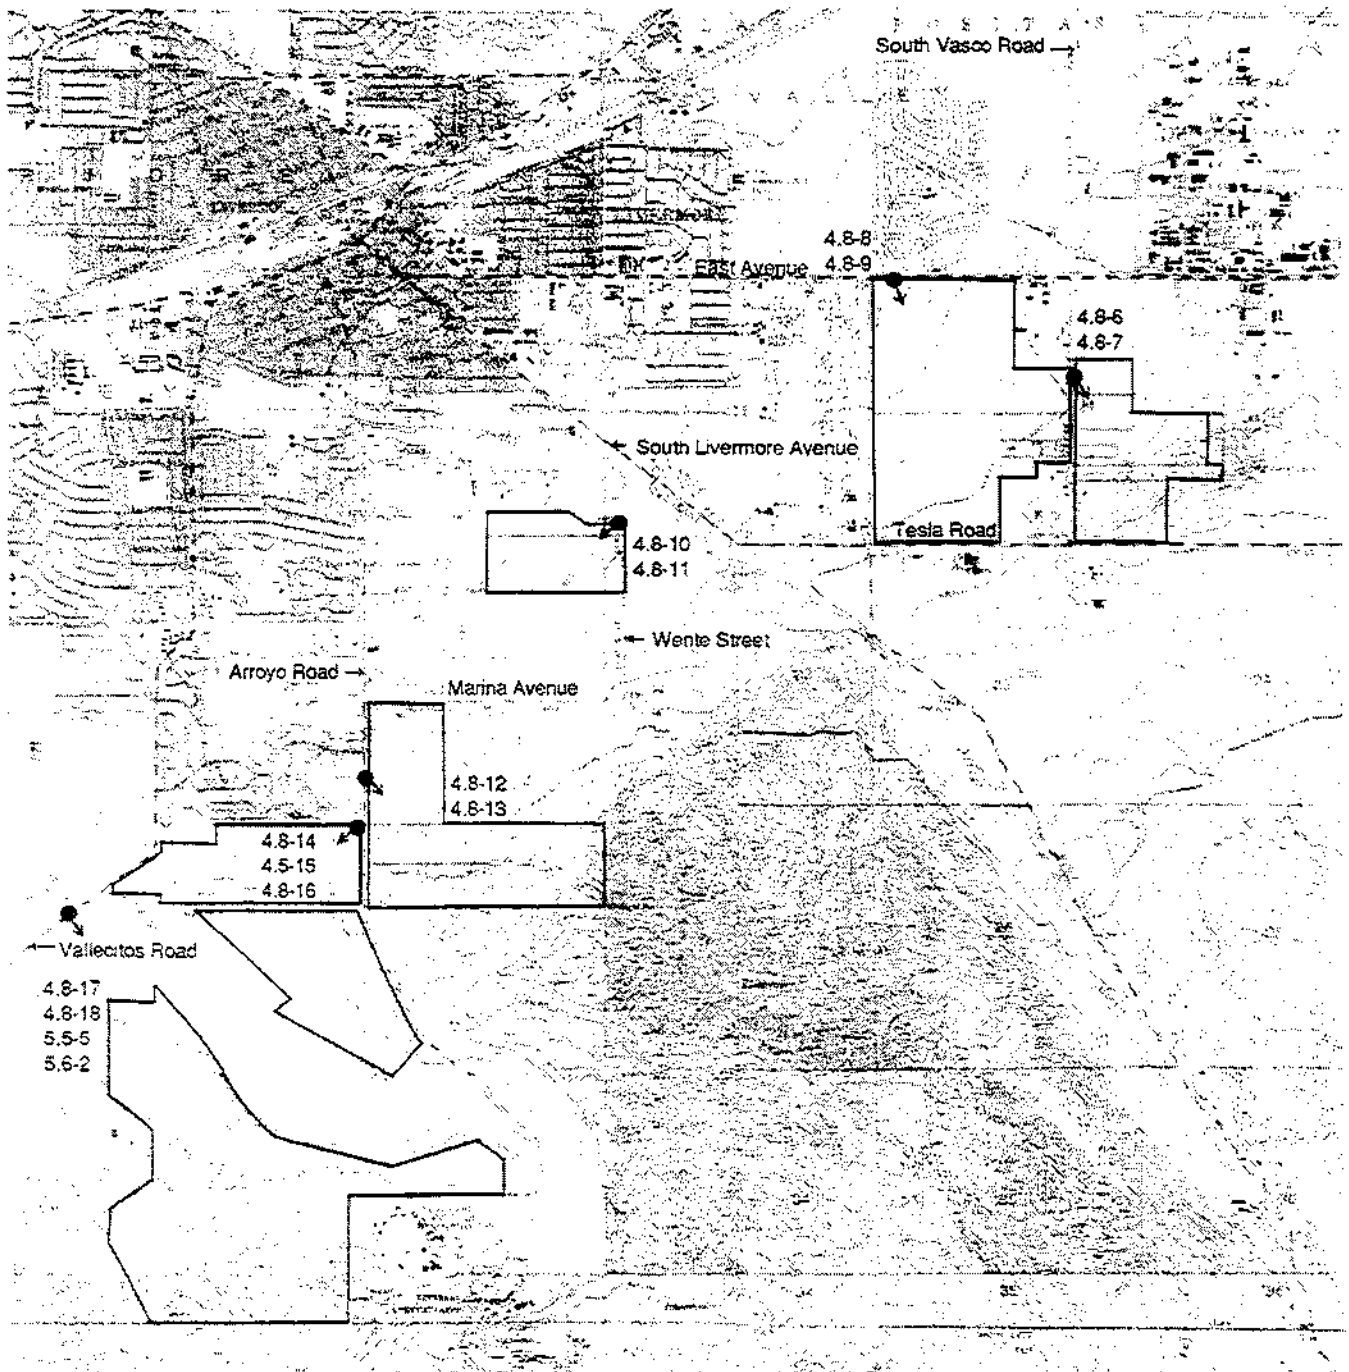 South Vasco Road →
4.8-8
4.8-9
East Avenue
4.8-6
4.8-7
← South Livermore Avenue
Tesla Road
4.8-10
4.8-11
← Wente Street
Arroyo Road →
Marina Avenue
4.8-12
4.8-13
4.8-14
4.5-15
4.8-16
← Vallecitos Road
4.8-17
4.8-18
5.5-5
5.6-2